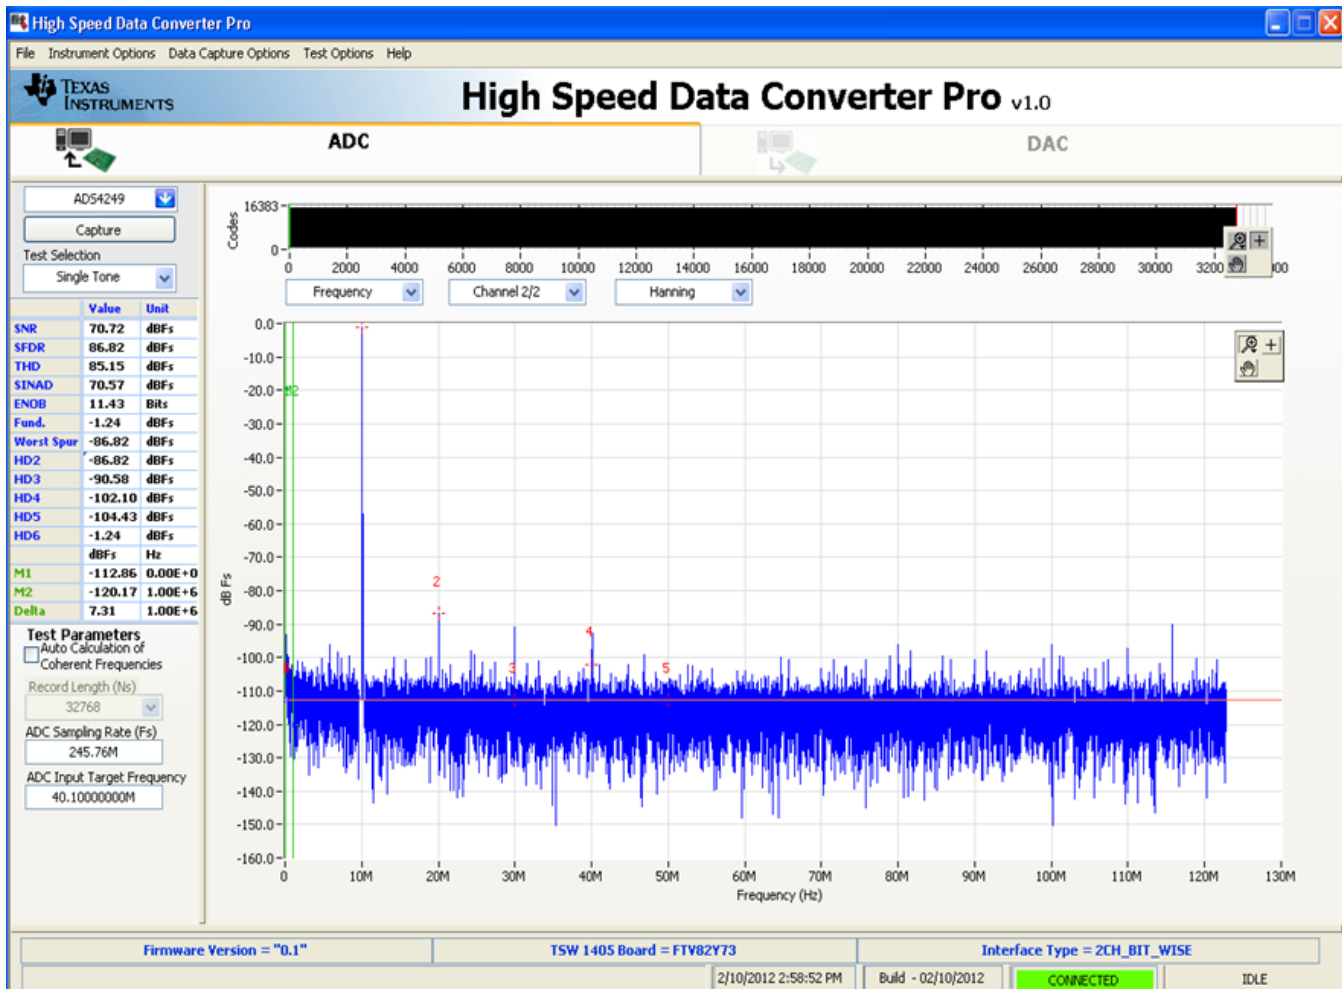 High Speed Data Converter Pro
File Instrument Options Data Capture Options Test Options Help
TEXAS INSTRUMENTS
High Speed Data Converter Pro v1.0
ADC
DAC
ADS4249
Capture
Test Selection
Single Tone
Value Unit
SNR 70.72 dBFs
SFDR 86.82 dBFs
THD 85.15 dBFs
SINAD 70.57 dBFs
ENOB 11.43 Bits
Fund. -1.24 dBFs
Worst Spur -86.82 dBFs
HD2 -86.82 dBFs
HD3 -90.58 dBFs
HD4 -102.10 dBFs
HD5 -104.43 dBFs
HD6 -1.24 dBFs
dBFs Hz
M1 -112.86 0.00E+0
M2 -120.17 1.00E+6
Delta 7.31 1.00E+6
Test Parameters
Auto Calculation of
Coherent Frequencies
Record Length (Ns)
32768
ADC Sampling Rate (Fs)
245.76M
ADC Input Target Frequency
40.10000000M
Codes
16383
0
0 2000 4000 6000 8000 10000 12000 14000 16000 18000 20000 22000 24000 26000 28000 30000
Frequency
Channel 2/2
Hanning
dB Fs
0.0
-10.0
-20.0
-30.0
-40.0
-50.0
-60.0
-70.0
-80.0
-90.0
-100.0
-110.0
-120.0
-130.0
-140.0
-150.0
-160.0
2
3
4
5
0 10M 20M 30M 40M 50M 60M 70M 80M 90M 100M 110M 120M 130M
Frequency (Hz)
Firmware Version = "0.1"
TSW 1405 Board = FTV82Y73
Interface Type = 2CH_BIT_WISE
2/10/2012 2:58:52 PM
Build - 02/10/2012
CONNECTED
IDLE